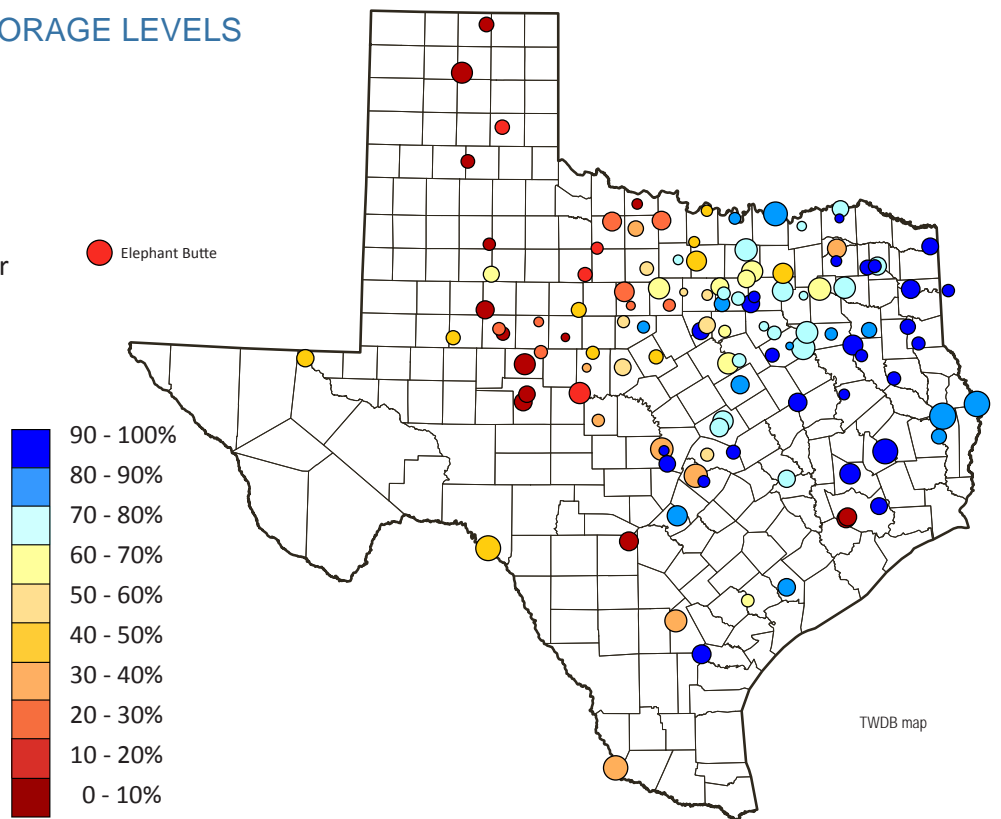 ORAGE LEVELS
r
Elephant Butte
90 - 100%
80 - 90%
70 - 80%
60 - 70%
50 - 60%
40 - 50%
30 - 40%
20 - 30%
10 - 20%
0 - 10%
TWDB map